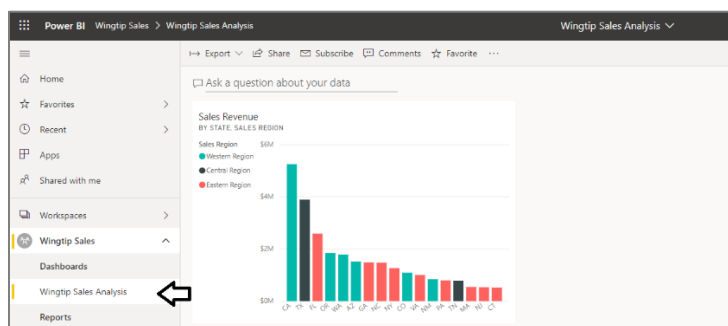 Power BI Wingtip Sales > Wingtip Sales Analysis
Wingtip Sales Analysis
Export Share Subscribe Comments Favorite ...
Home
Favorites
Recent
Apps
Shared with me
Workspaces
Wingtip Sales
Dashboards
Wingtip Sales Analysis
Reports
Ask a question about your data
Sales Revenue
BY STATE, SALES REGION
Sales Region
Western Region
Central Region
Eastern Region
$6M
$4M
$2M
$0M
CA TX FL OR WA AZ GA NC NY CO VA NM PA TN MA NJ CT